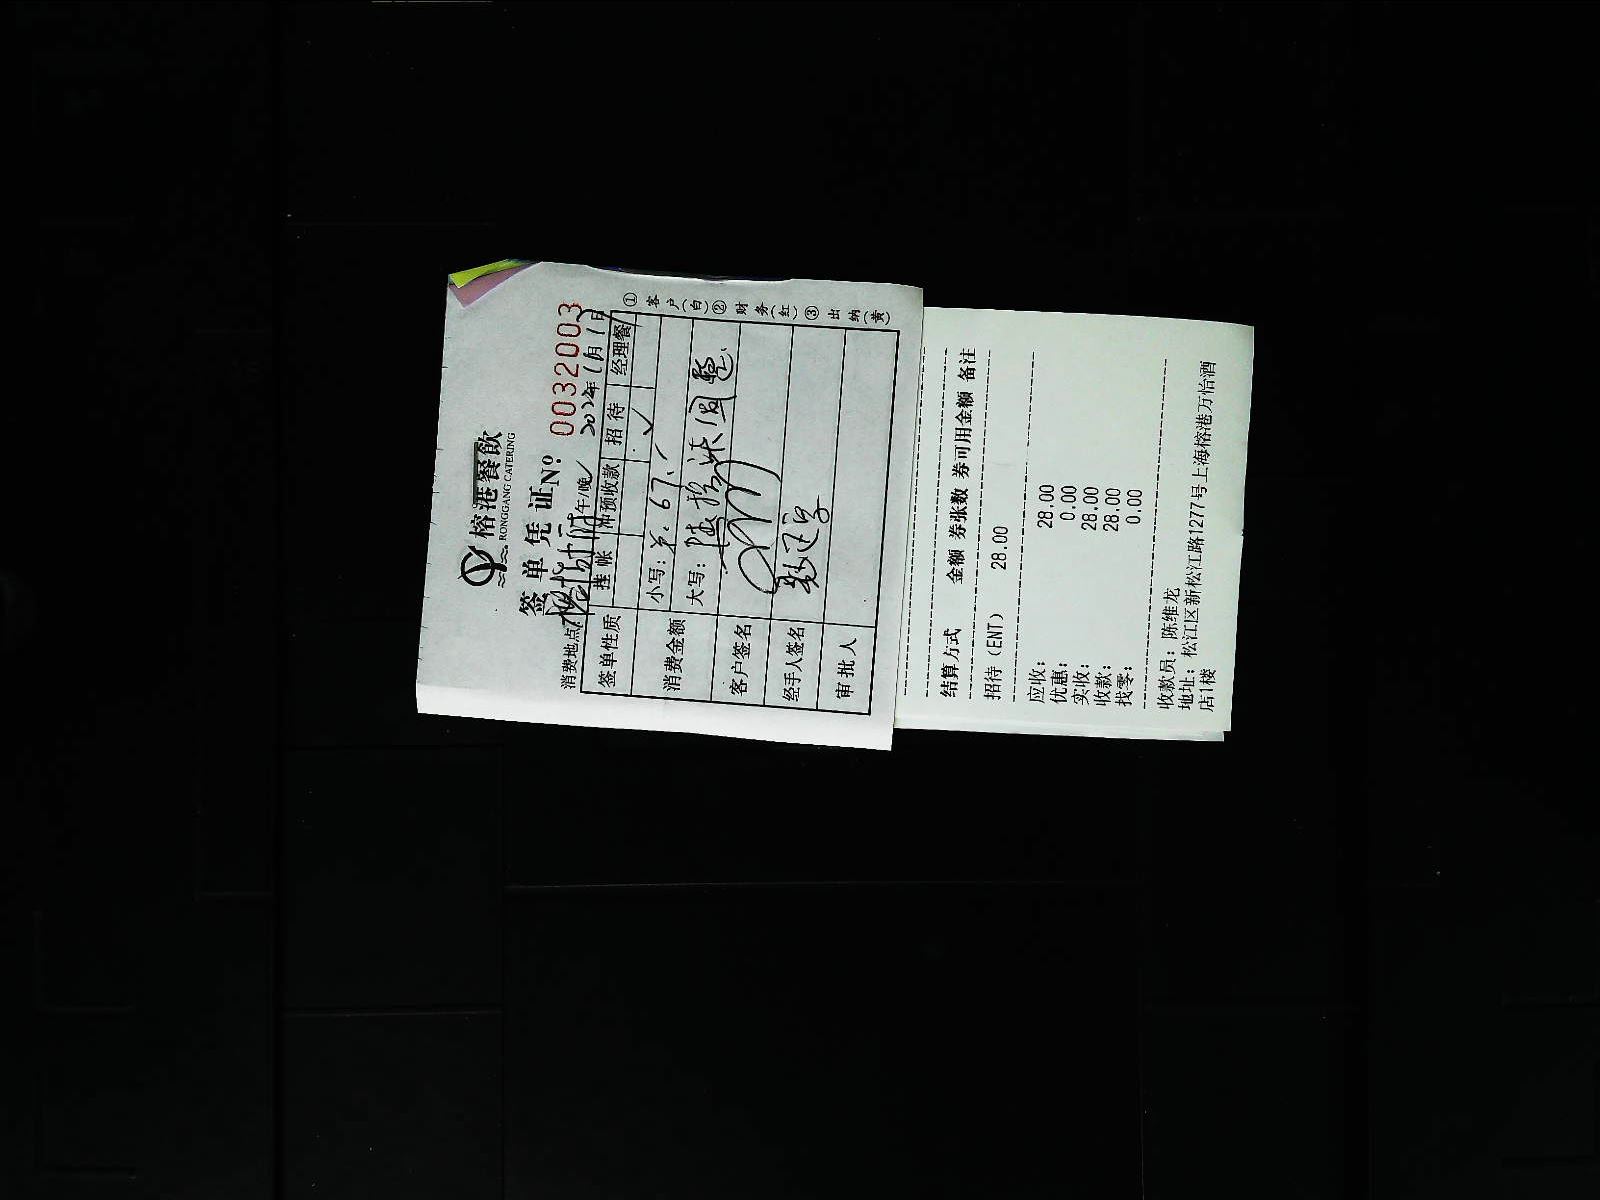 榕港餐飲
RONGGANG CATERING
签单凭证 Nº: 0032003
消费地点: 午/晚 2022年11月1日
签单性质 挂帐 冲预收款 招待 经理餐
✓
消费金额 小写:
大写:
客户签名
经手人签名
审批人
①客户(白)②财务(红)③出纳(黄)
结算方式 金额 券张数 券可用金额 备注
招待(ENT) 28.00
应收: 28.00
优惠: 0.00
实收: 28.00
收款: 28.00
找零: 0.00
收款员: 陈维龙
地址: 松江区新松江路1277号上海榕港万怡酒
店1楼